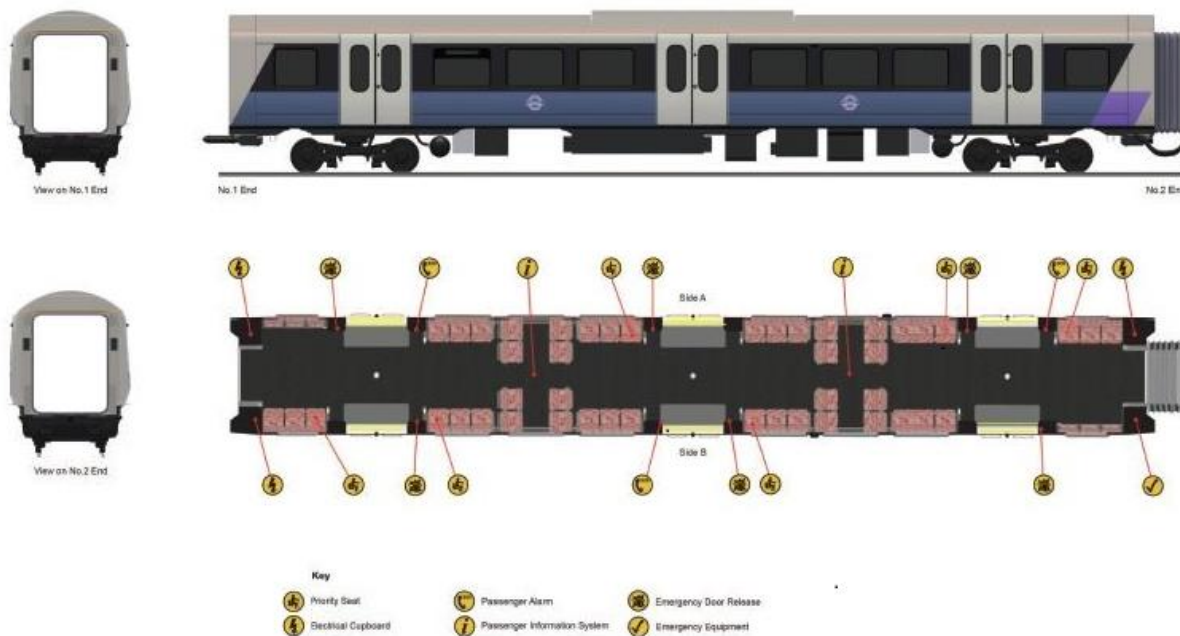 View on No.1 End
No.1 End
No.2 En
Side A
View on No.2 End
Side B
Key
Priority Seat
Passenger Alarm
Emergency Door Release
Electrical Cupboard
Passenger Information System
Emergency Equipment